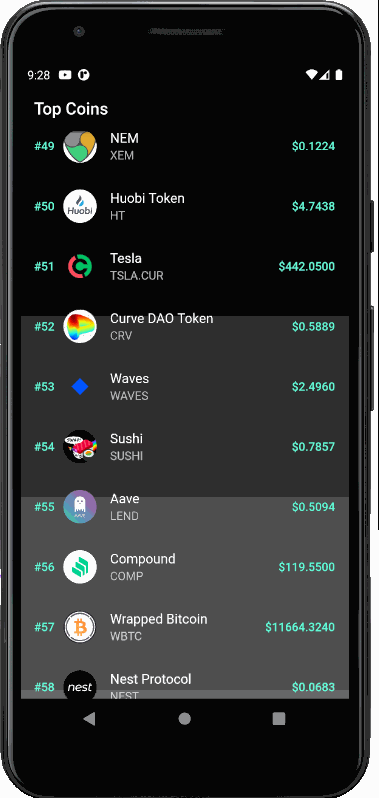 9:28
Top Coins
#49 NEM $0.1224
XEM
#50 Huobi Huobi Token $4.7438
HT
#51 Tesla $442.0500
TSLA.CUR
#52 Curve DAO Token $0.5889
CRV
#53 Waves $2.4960
WAVES
#54 Sushi $0.7857
SUSHI
#55 AAVE Aave $0.5094
LEND
#56 Compound $119.5500
COMP
#57 Wrapped Bitcoin $11664.3240
WBTC
#58 nest Nest Protocol $0.0683
NEST